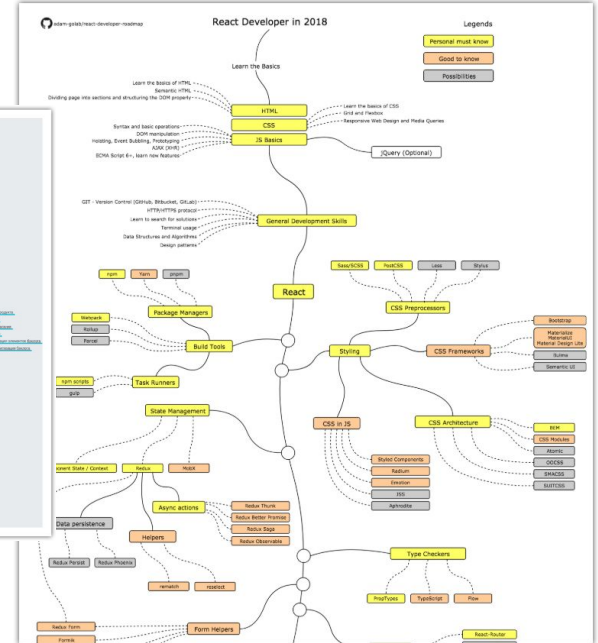 adam-golab/react-developer-roadmap
React Developer in 2018
Legends
Personal must know
Good to know
Possibilities
Learn the Basics
Learn the basics of HTML
Semantic HTML
Dividing page into sections and structuring the DOM property
HTML
CSS
JS Basics
Learn the basics of CSS
Grid and Flexbox
Responsive Web Design and Media Queries
Syntax and basic operations
DOM manipulation
Hoisting, Event Bubbling, Prototyping
AJAX (XHR)
ECMA Script 6+, learn new features
jQuery (Optional)
GIT - Version Control (GitHub, Bitbucket, GitLab)
HTTP/HTTPS protocol
Learn to search for solutions
Terminal usage
Data Structures and Algorithms
Design patterns
General Development Skills
React
npm
Yarn
pnpm
Package Managers
Webpack
Rollup
Parcel
Build Tools
npm scripts
gulp
Task Runners
Sass/SCSS
PostCSS
Less
Stylus
CSS Preprocessors
Styling
CSS Frameworks
Bootstrap
Materialize
MaterialUI
Material Design Lite
Bulma
Semantic UI
CSS in JS
Styled Components
Radium
Emotion
JSS
Aphrodite
CSS Architecture
BEM
CSS Modules
Atomic
OOCSS
SMACSS
SUITCSS
State Management
onent State / Context
Redux
MobX
Async actions
Redux Thunk
Redux Better Promise
Redux Saga
Redux Observable
Data persistence
Redux Persist
Redux Phoenix
Helpers
rematch
reselect
Type Checkers
PropTypes
TypeScript
Flow
Form Helpers
Redux Form
Formik
React-Router